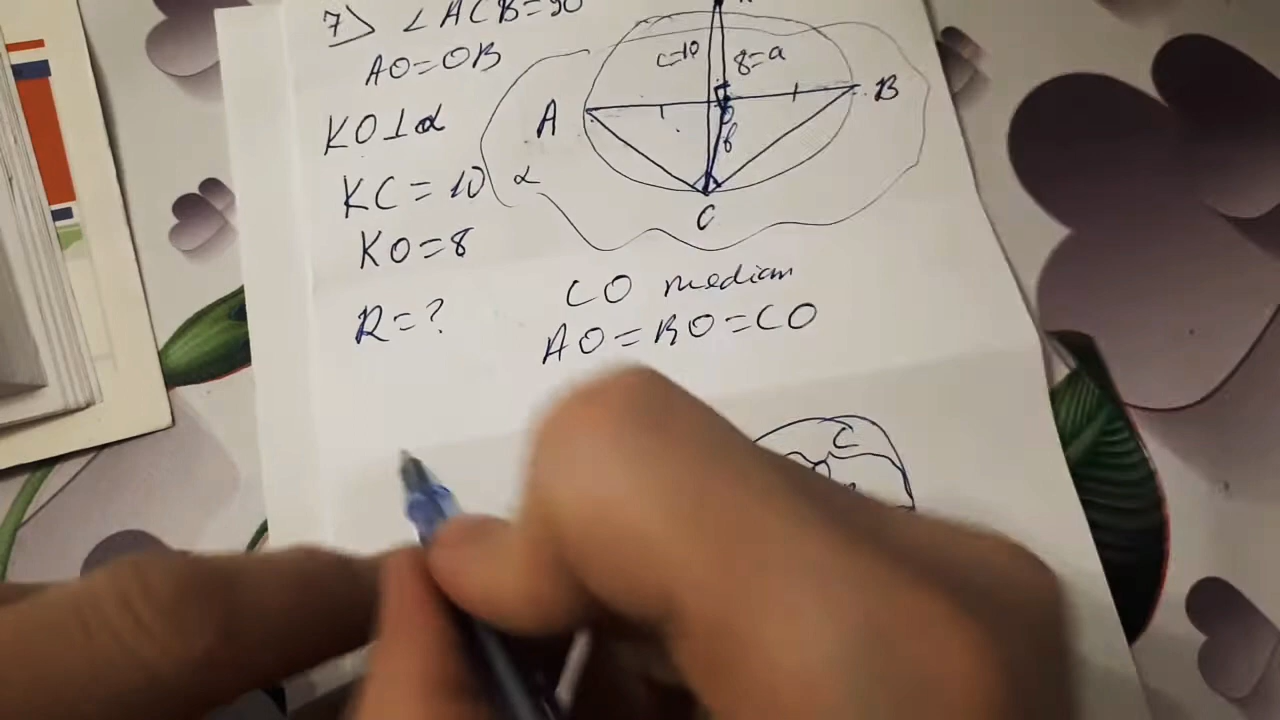 7) ∠ACB=90
AO=OB
KO⊥α
KC=10
KO=8
R=?
c=10
8=a
A
B
α
C
CO median
AO=BO=CO
C